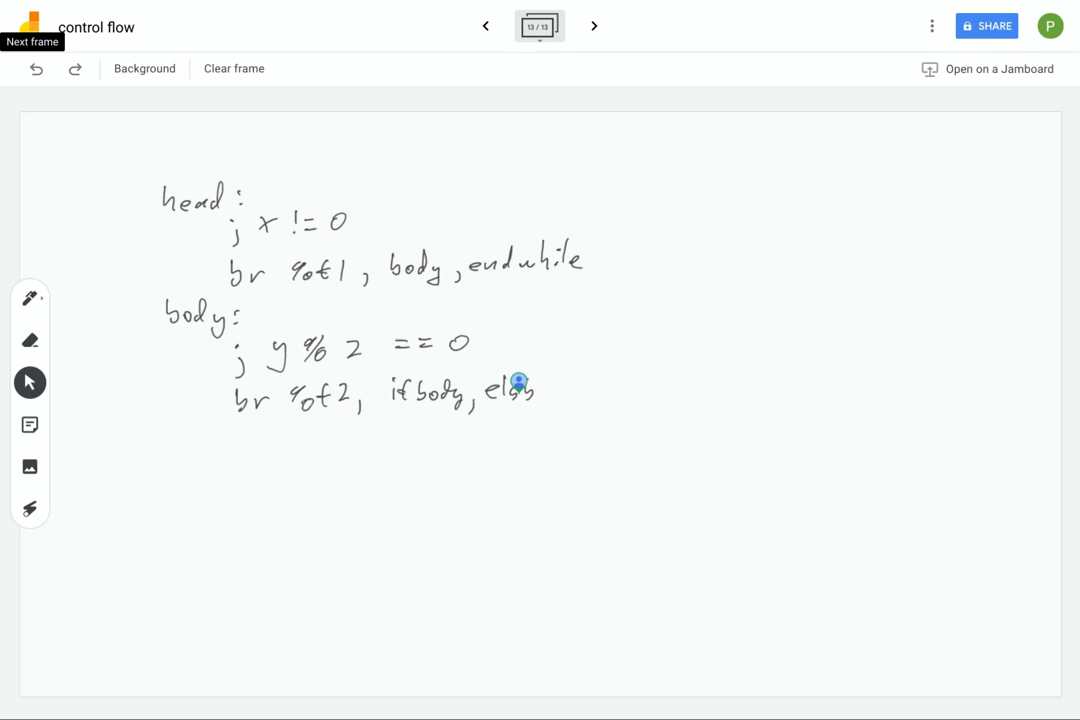 control flow
Next frame
13 / 13
SHARE
P
Background
Clear frame
Open on a Jamboard
head:
; x != 0
br %t1, body, endwhile
body:
; y % 2 == 0
br %t2, ifbody,